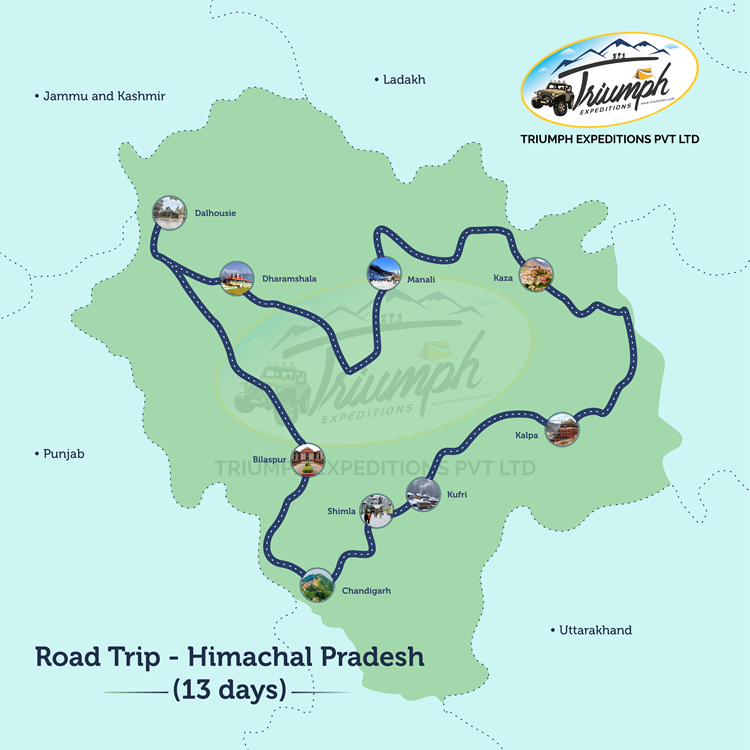 • Ladakh
• Jammu and Kashmir
Triumph
EXPEDITIONS
TRIUMPH EXPEDITIONS PVT LTD
Dalhousie
Dharamshala
Manali
Kaza
Triumph
EXPEDITIONS
Kalpa
• Punjab
Bilaspur
TRIUMPH EXPEDITIONS PVT LTD
Kufri
Shimla
Chandigarh
• Uttarakhand
Road Trip - Himachal Pradesh
(13 days)